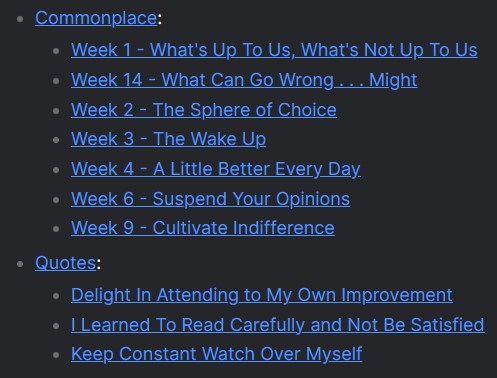 Commonplace:
Week 1 - What's Up To Us, What's Not Up To Us
Week 14 - What Can Go Wrong . . . Might
Week 2 - The Sphere of Choice
Week 3 - The Wake Up
Week 4 - A Little Better Every Day
Week 6 - Suspend Your Opinions
Week 9 - Cultivate Indifference
Quotes:
Delight In Attending to My Own Improvement
I Learned To Read Carefully and Not Be Satisfied
Keep Constant Watch Over Myself